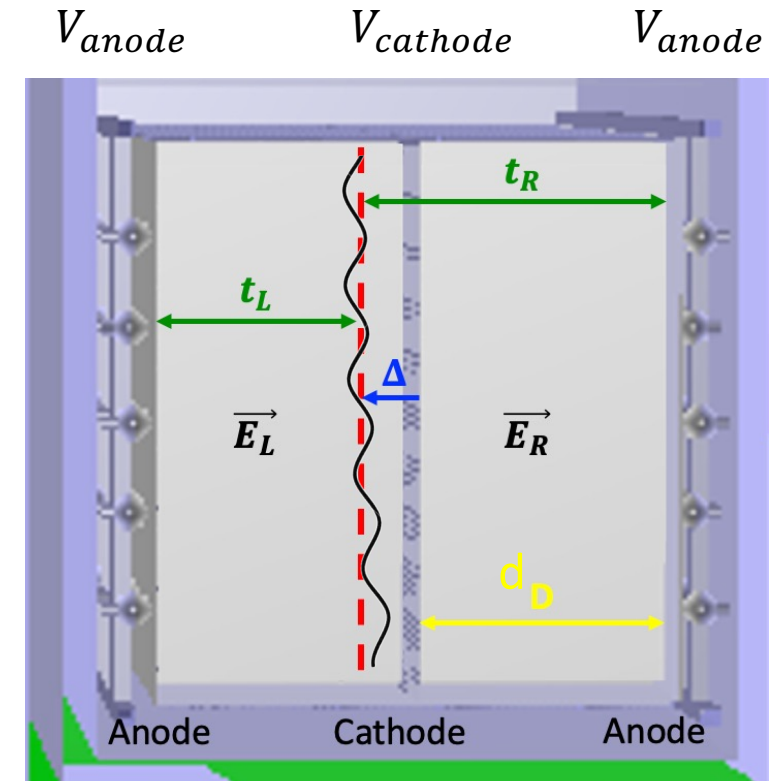 V_anode V_cathode V_anode
t_R
t_L
Δ
E_L E_R
d_D
Anode Cathode Anode